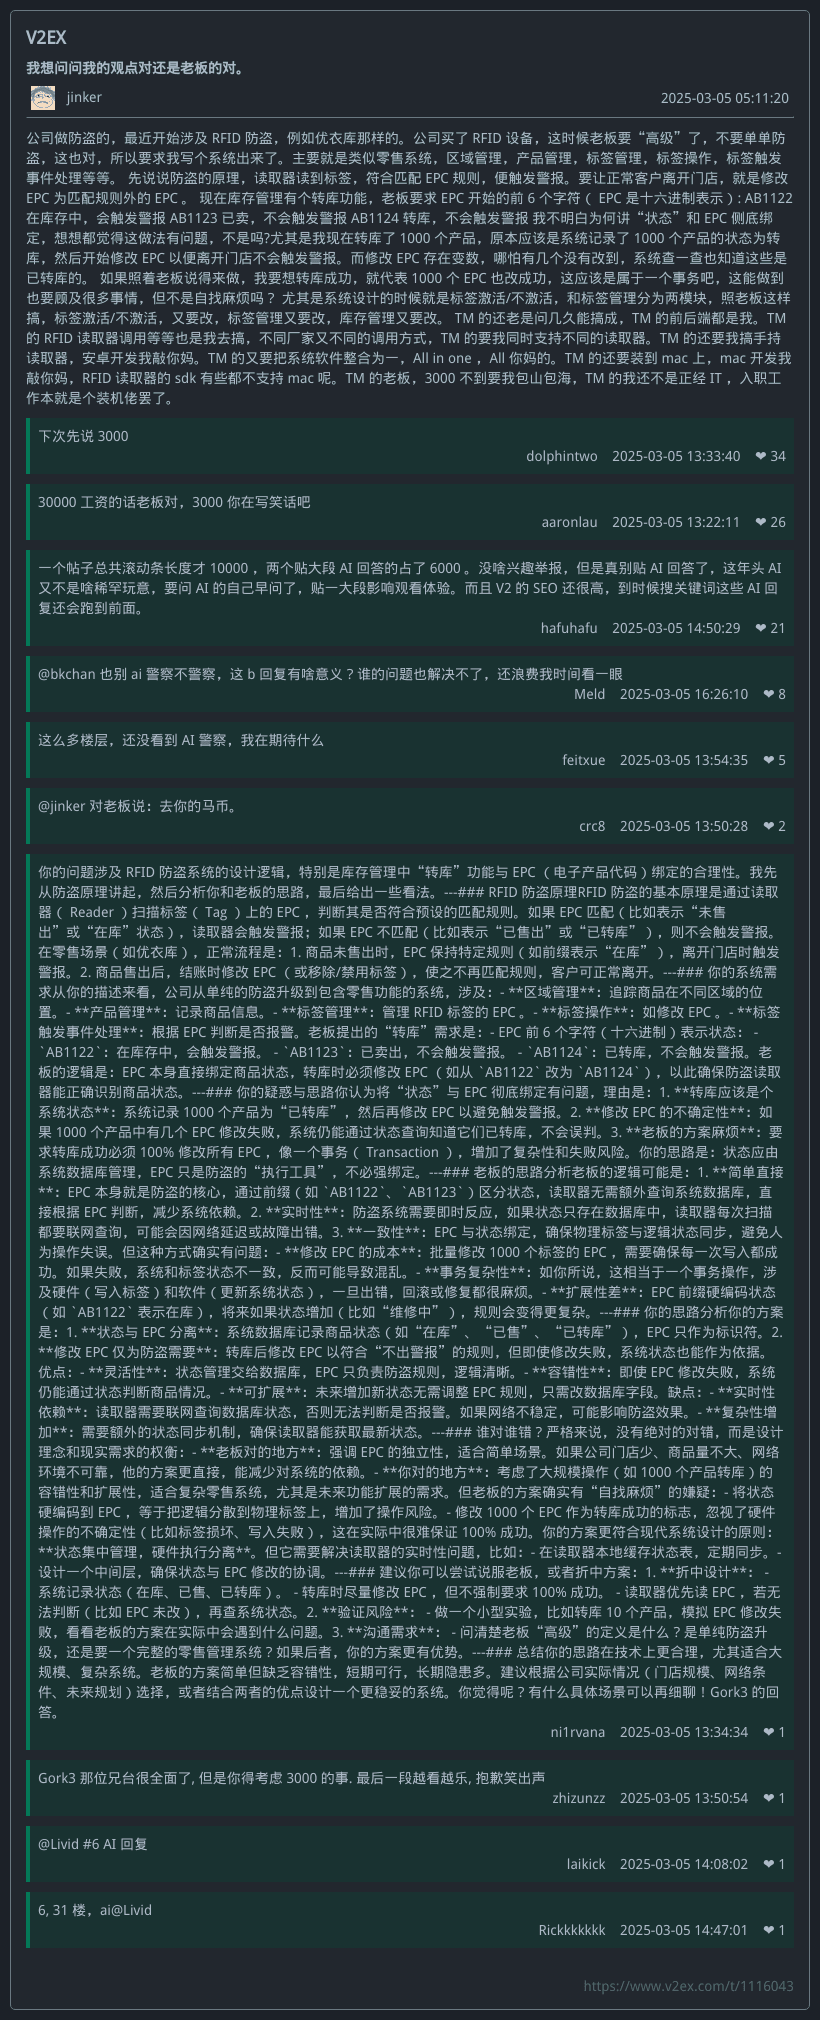 V2EX
我想问问我的观点对还是老板的对。
jinker
2025-03-05 05:11:20
公司做防盗的，最近开始涉及 RFID 防盗，例如优衣库那样的。公司买了 RFID 设备，这时候老板要“高级”了，不要单单防
盗，这也对，所以要求我写个系统出来了。主要就是类似零售系统，区域管理，产品管理，标签管理，标签操作，标签触发
事件处理等等。 先说说防盗的原理，读取器读到标签，符合匹配 EPC 规则，便触发报警。要让正常客户离开门店，就是修改
EPC 为匹配规则外的 EPC 。 现在库存管理有个转库功能，老板要求 EPC 开始的前 6 个字符（ EPC 是十六进制表示）: AB1122
在库存中，会触发警报 AB1123 已卖，不会触发警报 AB1124 转库，不会触发警报 我不明白为何讲“状态”和 EPC 侧底绑
定，想想都觉得这做法有问题，不是吗?尤其是我现在转库了 1000 个产品，原本应该是系统记录了 1000 个产品的状态为转
库，然后开始修改 EPC 以便离开门店不会触发警报。而修改 EPC 存在变数，哪怕有几个没有改到，系统查一查也知道这些是
已转库的。 如果照着老板说得来做，我要想转库成功，就代表 1000 个 EPC 也改成功，这应该是属于一个事务吧，这能做到
也要顾及很多事情，但不是自找麻烦吗？ 尤其是系统设计的时候就是标签激活/不激活，和标签管理分为两模块，照老板这样
搞，标签激活/不激活，又要改，标签管理又要改，库存管理又要改。 TM 的还老是问几久能搞成，TM 的前后端都是我。TM
的 RFID 读取器调用等等也是我去搞，不同厂家又不同的调用方式，TM 的要我同时支持不同的读取器。TM 的还要我搞手持
读取器，安卓开发我敲你妈。TM 的又要把系统软件整合为一，All in one ，All 你妈的。TM 的还要装到 mac 上，mac 开发我
敲你妈，RFID 读取器的 sdk 有些都不支持 mac 呢。TM 的老板，3000 不到要我包山包海，TM 的我还不是正经 IT ，入职工
作本就是个装机佬罢了。
下次先说 3000
dolphintwo 2025-03-05 13:33:40 ❤ 34
30000 工资的话老板对，3000 你在写笑话吧
aaronlau 2025-03-05 13:22:11 ❤ 26
一个帖子总共滚动条长度才 10000 ，两个贴大段 AI 回答的占了 6000 。没啥兴趣举报，但是真别贴 AI 回答了，这年头 AI
又不是啥稀罕玩意，要问 AI 的自己早问了，贴一大段影响观看体验。而且 V2 的 SEO 还很高，到时候搜关键词这些 AI 回
复还会跑到前面。
hafuhafu 2025-03-05 14:50:29 ❤ 21
@bkchan 也别 ai 警察不警察，这 b 回复有啥意义？谁的问题也解决不了，还浪费我时间看一眼
Meld 2025-03-05 16:26:10 ❤ 8
这么多楼层，还没看到 AI 警察，我在期待什么
feitxue 2025-03-05 13:54:35 ❤ 5
@jinker 对老板说：去你的马币。
crc8 2025-03-05 13:50:28 ❤ 2
你的问题涉及 RFID 防盗系统的设计逻辑，特别是库存管理中“转库”功能与 EPC （电子产品代码）绑定的合理性。我先
从防盗原理讲起，然后分析你和老板的思路，最后给出一些看法。---### RFID 防盗原理RFID 防盗的基本原理是通过读取
器（ Reader ）扫描标签（ Tag ）上的 EPC ，判断其是否符合预设的匹配规则。如果 EPC 匹配（比如表示“未售
出”或“在库”状态），读取器会触发报警；如果 EPC 不匹配（比如表示“已售出”或“已转库”），则不会触发报警。
在零售场景（如优衣库），正常流程是：1. 商品未售出时，EPC 保持特定规则（如前缀表示“在库”），离开门店时触发
警报。2. 商品售出后，结账时修改 EPC （或移除/禁用标签），使之不再匹配规则，客户可正常离开。---### 你的系统需
求从你的描述来看，公司从单纯的防盗升级到包含零售功能的系统，涉及：- **区域管理**：追踪商品在不同区域的位
置。- **产品管理**：记录商品信息。- **标签管理**：管理 RFID 标签的 EPC 。- **标签操作**：如修改 EPC 。- **标签
触发事件处理**：根据 EPC 判断是否报警。老板提出的“转库”需求是：- EPC 前 6 个字符（十六进制）表示状态： -
`AB1122`：在库存中，会触发警报。 - `AB1123`：已卖出，不会触发警报。 - `AB1124`：已转库，不会触发警报。老
板的逻辑是：EPC 本身直接绑定商品状态，转库时必须修改 EPC （如从 `AB1122` 改为 `AB1124`），以此确保防盗读取
器能正确识别商品状态。---### 你的疑惑与思路你认为将“状态”与 EPC 彻底绑定有问题，理由是：1. **转库应该是个
系统状态**：系统记录 1000 个产品为“已转库”，然后再修改 EPC 以避免触发警报。2. **修改 EPC 的不确定性**：如
果 1000 个产品中有几个 EPC 修改失败，系统仍能通过状态查询知道它们已转库，不会误判。3. **老板的方案麻烦**：要
求转库成功必须 100% 修改所有 EPC ，像一个事务（ Transaction ），增加了复杂性和失败风险。你的思路是：状态应由
系统数据库管理，EPC 只是防盗的“执行工具”，不必强绑定。---### 老板的思路分析老板的逻辑可能是：1. **简单直接
**：EPC 本身就是防盗的核心，通过前缀（如 `AB1122`、`AB1123`）区分状态，读取器无需额外查询系统数据库，直
接根据 EPC 判断，减少系统依赖。2. **实时性**：防盗系统需要即时反应，如果状态只存在数据库中，读取器每次扫描
都要联网查询，可能会因网络延迟或故障出错。3. **一致性**：EPC 与状态绑定，确保物理标签与逻辑状态同步，避免人
为操作失误。但这种方式确实有问题：- **修改 EPC 的成本**：批量修改 1000 个标签的 EPC ，需要确保每一次写入都成
功。如果失败，系统和标签状态不一致，反而可能导致混乱。- **事务复杂性**：如你所说，这相当于一个事务操作，涉
及硬件（写入标签）和软件（更新系统状态），一旦出错，回滚或修复都很麻烦。- **扩展性差**：EPC 前缀硬编码状态
（如 `AB1122` 表示在库），将来如果状态增加（比如“维修中”），规则会变得更复杂。---### 你的思路分析你的方案
是：1. **状态与 EPC 分离**：系统数据库记录商品状态（如“在库”、“已售”、“已转库”），EPC 只作为标识符。2.
**修改 EPC 仅为防盗需要**：转库后修改 EPC 以符合“不出警报”的规则，但即使修改失败，系统状态也能作为依据。
优点：- **灵活性**：状态管理交给数据库，EPC 只负责防盗规则，逻辑清晰。- **容错性**：即使 EPC 修改失败，系统
仍能通过状态判断商品情况。- **可扩展**：未来增加新状态无需调整 EPC 规则，只需改数据库字段。缺点：- **实时性
依赖**：读取器需要联网查询数据库状态，否则无法判断是否报警。如果网络不稳定，可能影响防盗效果。- **复杂性增
加**：需要额外的状态同步机制，确保读取器能获取最新状态。---### 谁对谁错？严格来说，没有绝对的对错，而是设计
理念和现实需求的权衡：- **老板对的地方**：强调 EPC 的独立性，适合简单场景。如果公司门店少、商品量不大、网络
环境不可靠，他的方案更直接，能减少对系统的依赖。- **你对的地方**：考虑了大规模操作（如 1000 个产品转库）的
容错性和扩展性，适合复杂零售系统，尤其是未来功能扩展的需求。但老板的方案确实有“自找麻烦”的嫌疑：- 将状态
硬编码到 EPC ，等于把逻辑分散到物理标签上，增加了操作风险。- 修改 1000 个 EPC 作为转库成功的标志，忽视了硬件
操作的不确定性（比如标签损坏、写入失败），这在实际中很难保证 100% 成功。你的方案更符合现代系统设计的原则：
**状态集中管理，硬件执行分离**。但它需要解决读取器的实时性问题，比如：- 在读取器本地缓存状态表，定期同步。-
设计一个中间层，确保状态与 EPC 修改的协调。---### 建议你可以尝试说服老板，或者折中方案：1. **折中设计**： -
系统记录状态（在库、已售、已转库）。 - 转库时尽量修改 EPC ，但不强制要求 100% 成功。 - 读取器优先读 EPC ，若无
法判断（比如 EPC 未改），再查系统状态。2. **验证风险**： - 做一个小型实验，比如转库 10 个产品，模拟 EPC 修改失
败，看看老板的方案在实际中会遇到什么问题。3. **沟通需求**： - 问清楚老板“高级”的定义是什么？是单纯防盗升
级，还是要一个完整的零售管理系统？如果后者，你的方案更有优势。---### 总结你的思路在技术上更合理，尤其适合大
规模、复杂系统。老板的方案简单但缺乏容错性，短期可行，长期隐患多。建议根据公司实际情况（门店规模、网络条
件、未来规划）选择，或者结合两者的优点设计一个更稳妥的系统。你觉得呢？有什么具体场景可以再细聊！Gork3 的回
答。
ni1rvana 2025-03-05 13:34:34 ❤ 1
Gork3 那位兄台很全面了, 但是你得考虑 3000 的事. 最后一段越看越乐, 抱歉笑出声
zhizunzz 2025-03-05 13:50:54 ❤ 1
@Livid #6 AI 回复
laikick 2025-03-05 14:08:02 ❤ 1
6, 31 楼，ai@Livid
Rickkkkkkk 2025-03-05 14:47:01 ❤ 1
https://www.v2ex.com/t/1116043